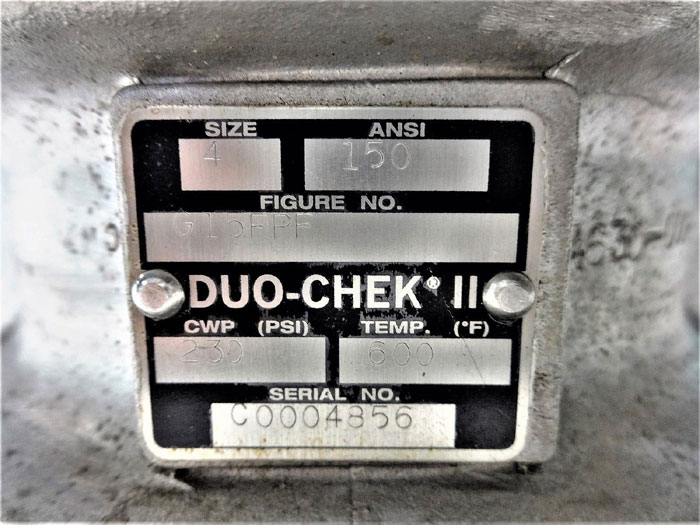 SIZE ANSI
4 150
FIGURE NO.
G15FPF
DUO-CHEK® II
CWP (PSI) TEMP. (°F)
230 600
SERIAL NO.
C0004856